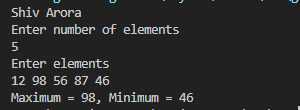 Shiv Arora
Enter number of elements
5
Enter elements
12 98 56 87 46
Maximum = 98, Minimum = 46